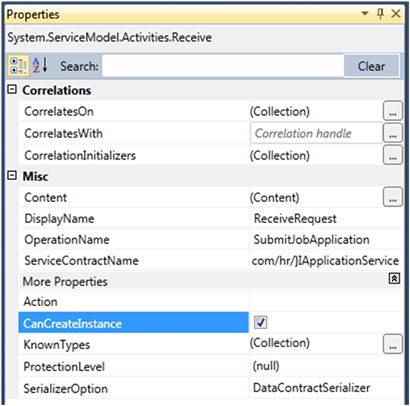 Properties
System.ServiceModel.Activities.Receive
Search: Clear
Correlations
CorrelatesOn (Collection) ...
CorrelatesWith Correlation handle ...
CorrelationInitializers (Collection) ...
Misc
Content (Content) ...
DisplayName ReceiveRequest
OperationName SubmitJobApplication
ServiceContractName com/hr/}IApplicationService
More Properties
Action
CanCreateInstance
KnownTypes (Collection) ...
ProtectionLevel (null)
SerializerOption DataContractSerializer